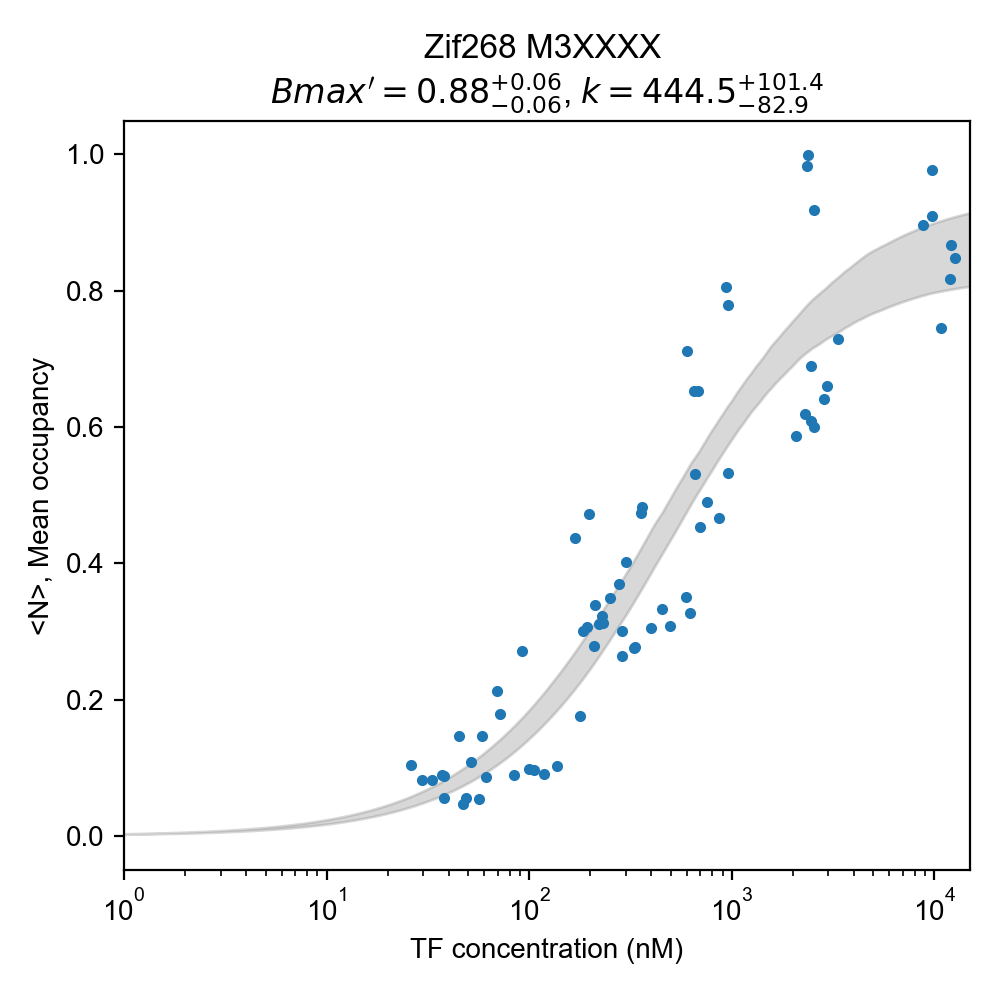 Zif268 M3XXXX
Bmax′ = 0.88 +0.06 −0.06, k = 444.5 +101.4 −82.9
1.0
0.8
0.6
0.4
0.2
0.0
<N>, Mean occupancy
10^0 10^1 10^2 10^3 10^4
TF concentration (nM)